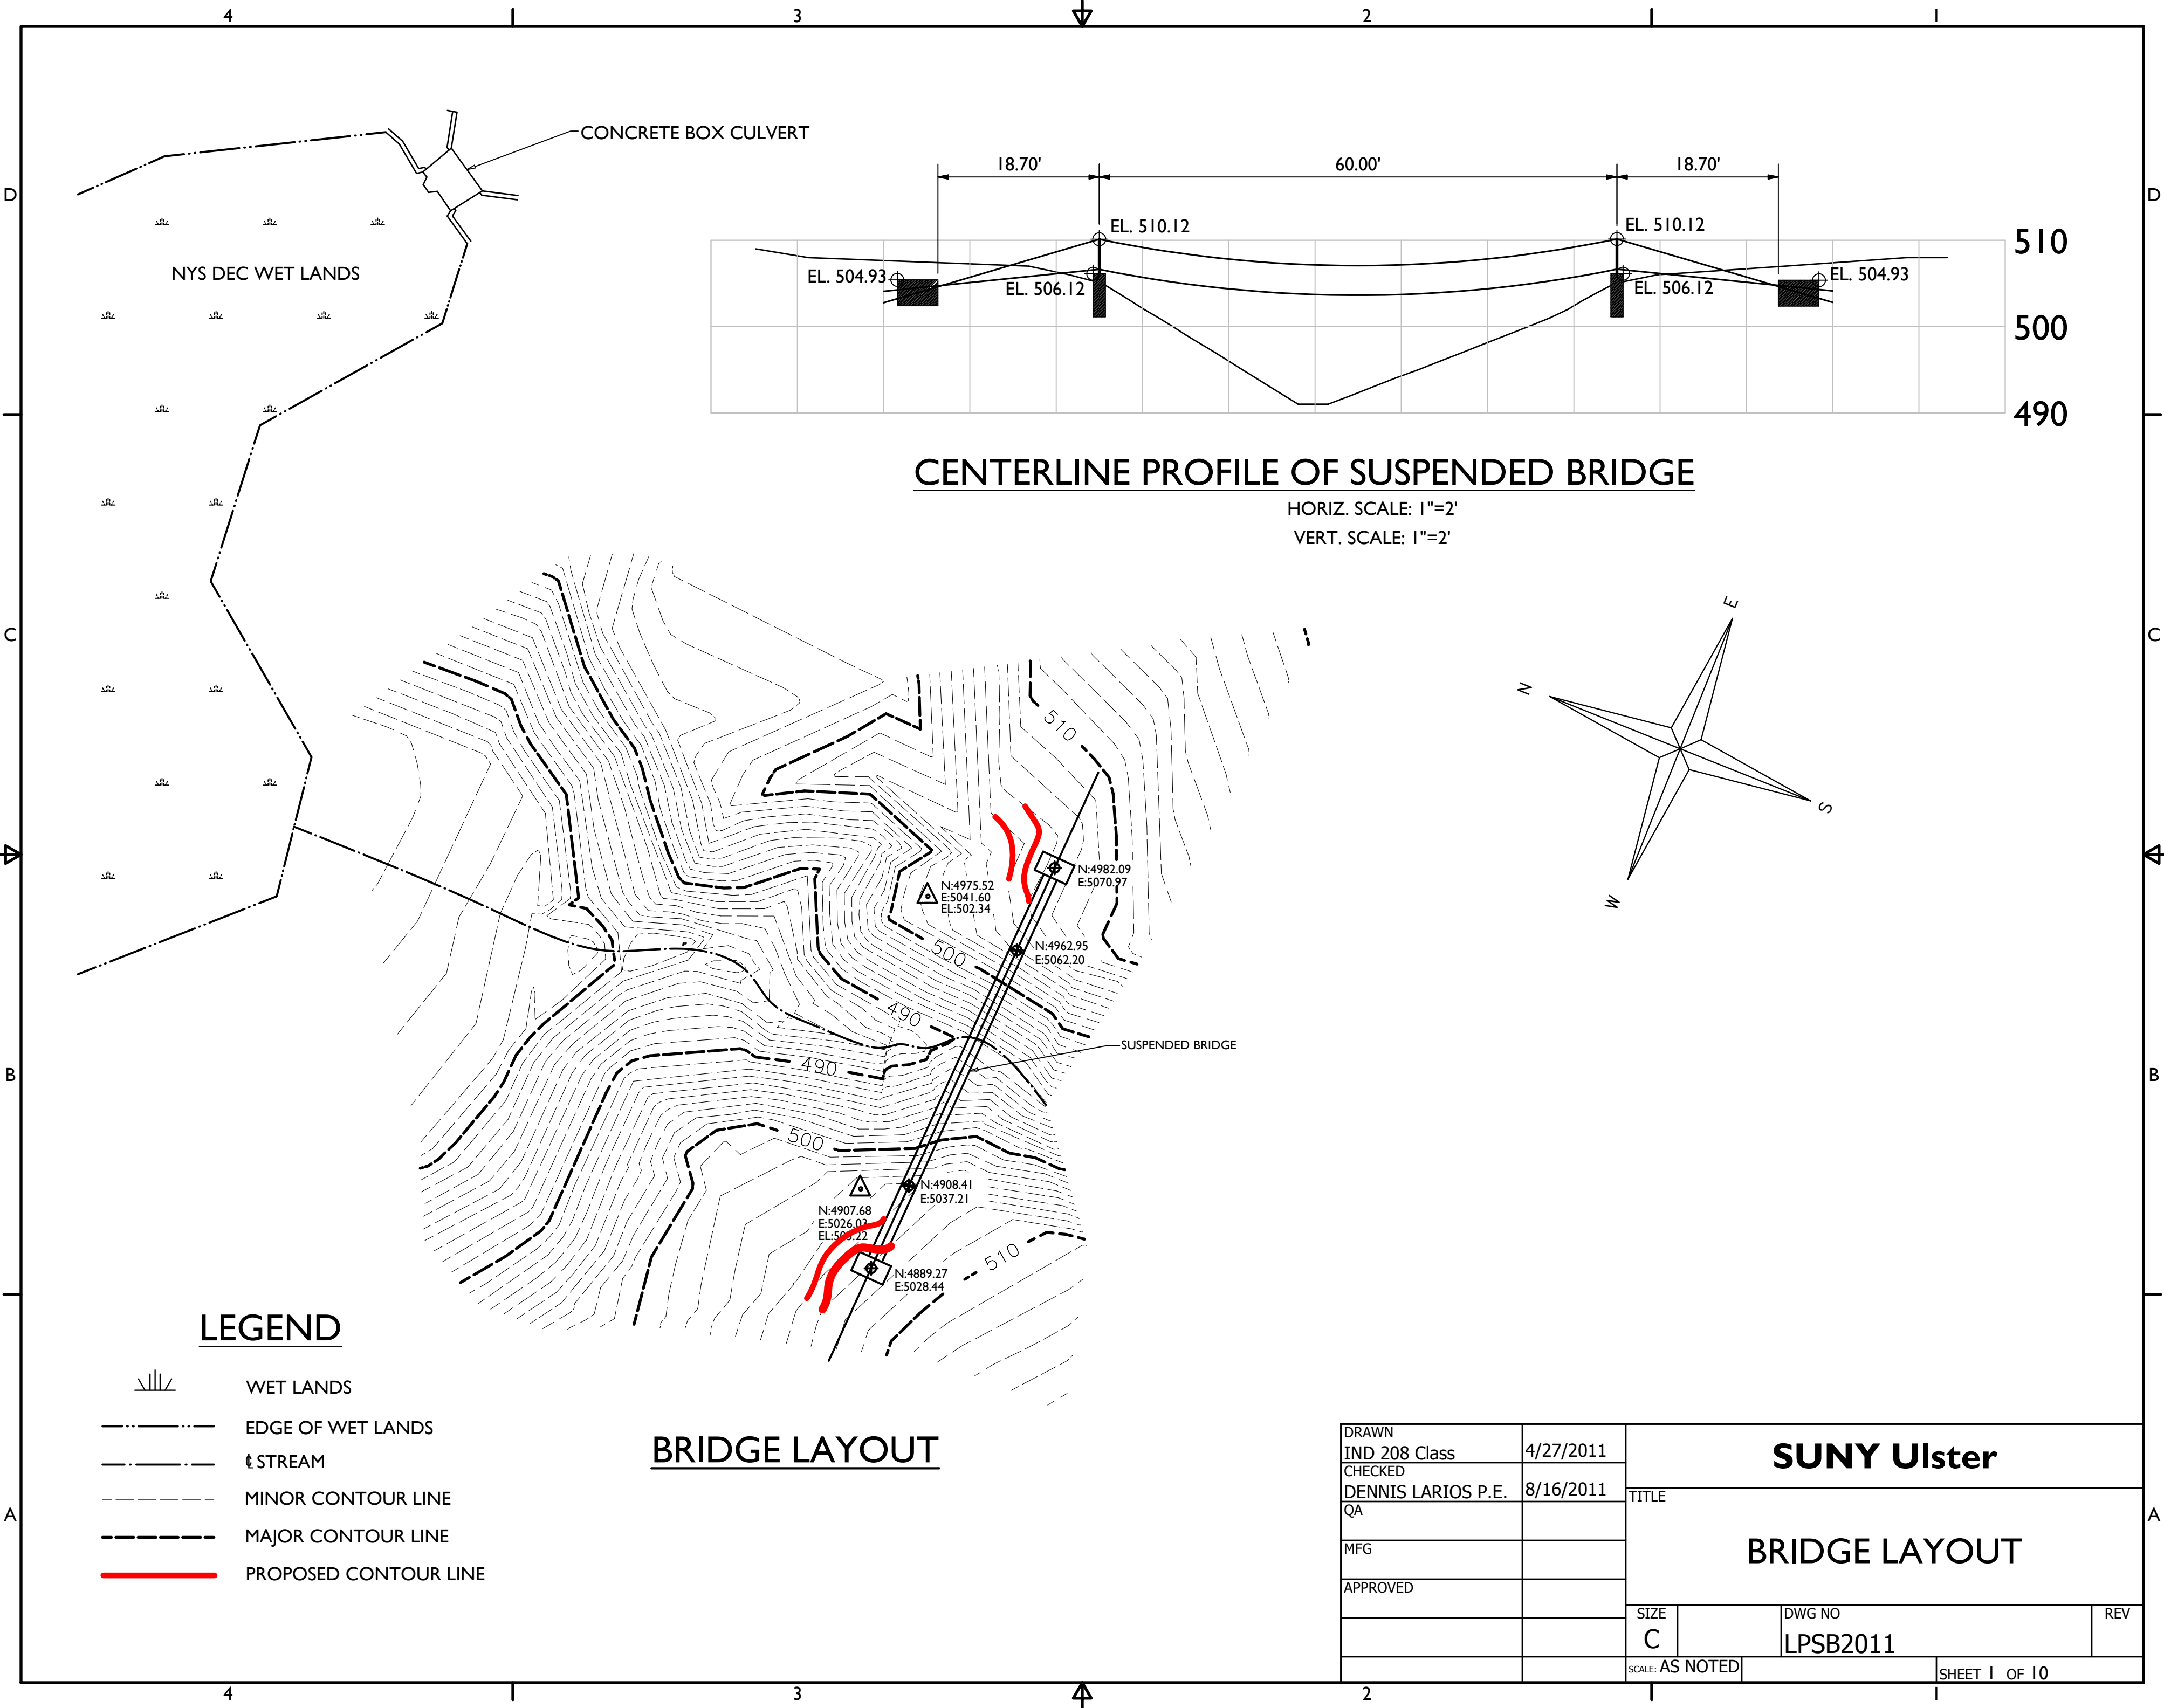 4
3
2
1
D
D
CONCRETE BOX CULVERT
NYS DEC WET LANDS
18.70'
60.00'
18.70'
EL. 510.12
EL. 510.12
EL. 504.93
EL. 506.12
EL. 506.12
EL. 504.93
510
500
490
CENTERLINE PROFILE OF SUSPENDED BRIDGE
HORIZ. SCALE: 1"=2'
VERT. SCALE: 1"=2'
C
C
E
N
S
W
510
N:4982.09
E:5070.97
N:4975.52
E:5041.60
EL:502.34
500
N:4962.95
E:5062.20
490
SUSPENDED BRIDGE
490
B
B
500
N:4908.41
E:5037.21
N:4907.68
E:5026.03
510
N:4889.27
E:5028.44
LEGEND
WET LANDS
EDGE OF WET LANDS
℄ STREAM
MINOR CONTOUR LINE
MAJOR CONTOUR LINE
PROPOSED CONTOUR LINE
BRIDGE LAYOUT
A
A
DRAWN
IND 208 Class 4/27/2011
CHECKED
DENNIS LARIOS P.E. 8/16/2011
QA
MFG
APPROVED
SUNY Ulster
TITLE
BRIDGE LAYOUT
SIZE
C
DWG NO
LPSB2011
REV
SCALE: AS NOTED
SHEET 1 OF 10
4
3
2
1